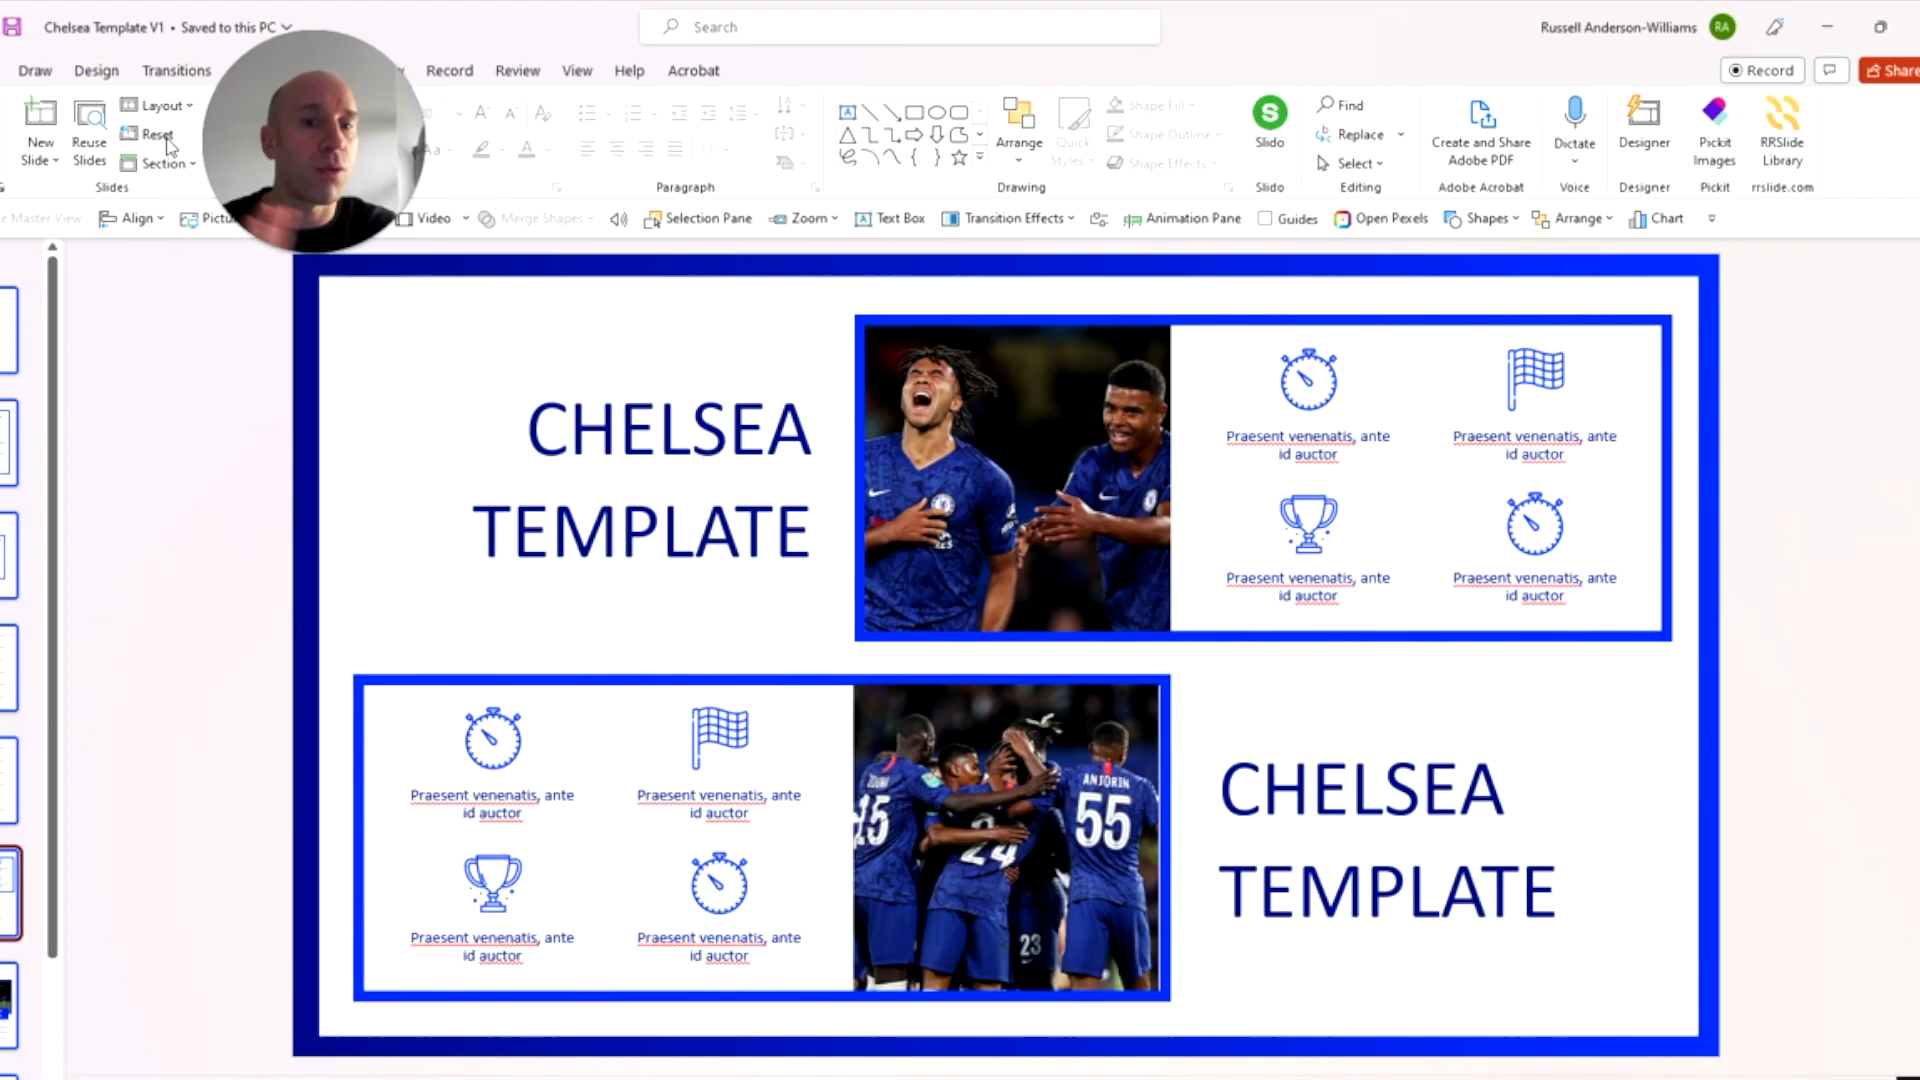 Chelsea Template V1 • Saved to this PC
Search
Russell Anderson-Williams
RA
Draw
Design
Transitions
Record
Review
View
Help
Acrobat
Record
Share
New
Slide
Reuse
Slides
Layout
Reset
Section
Slides
Aa
Paragraph
Arrange
Quick
Styles
Shape Fill
Shape Outline
Shape Effects
Drawing
S
Slido
Slido
Find
Replace
Select
Editing
Create and Share
Adobe PDF
Adobe Acrobat
Dictate
Voice
Designer
Designer
Pickit
Images
Pickit
RRSlide
Library
rrslide.com
Master View
Align
Video
Merge Shapes
Selection Pane
Zoom
Text Box
Transition Effects
Animation Pane
Guides
Open Pexels
Shapes
Arrange
Chart
CHELSEA
TEMPLATE
Praesent venenatis, ante
id auctor
Praesent venenatis, ante
id auctor
Praesent venenatis, ante
id auctor
Praesent venenatis, ante
id auctor
Praesent venenatis, ante
id auctor
Praesent venenatis, ante
id auctor
Praesent venenatis, ante
id auctor
Praesent venenatis, ante
id auctor
15
24
23
ANJORIN
55
CHELSEA
TEMPLATE